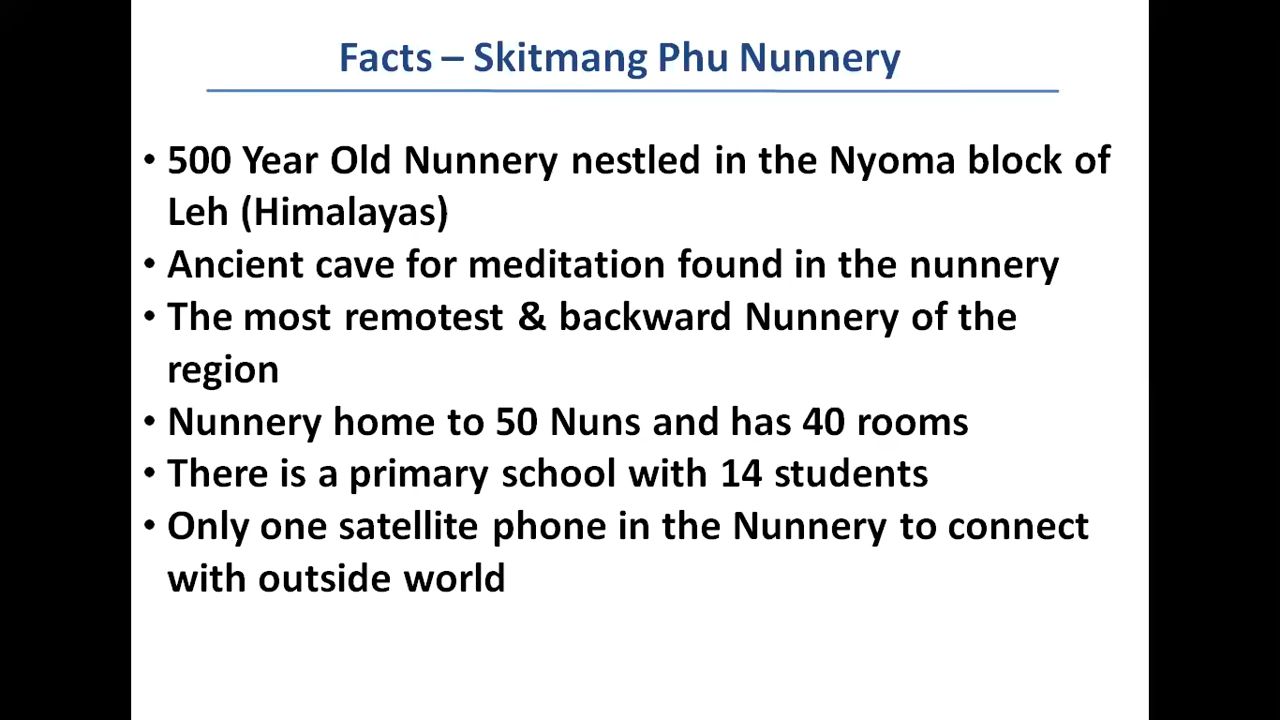 Facts – Skitmang Phu Nunnery
• 500 Year Old Nunnery nestled in the Nyoma block of
Leh (Himalayas)
• Ancient cave for meditation found in the nunnery
• The most remotest & backward Nunnery of the
region
• Nunnery home to 50 Nuns and has 40 rooms
• There is a primary school with 14 students
• Only one satellite phone in the Nunnery to connect
with outside world